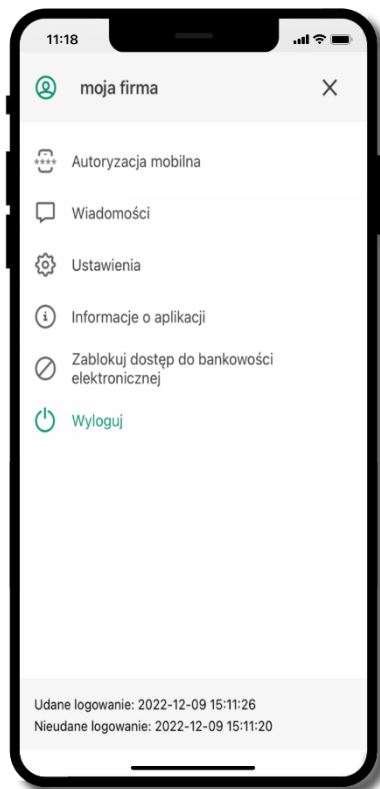 11:18
moja firma
Autoryzacja mobilna
Wiadomości
Ustawienia
Informacje o aplikacji
Zablokuj dostęp do bankowości
elektronicznej
Wyloguj
Udane logowanie: 2022-12-09 15:11:26
Nieudane logowanie: 2022-12-09 15:11:20